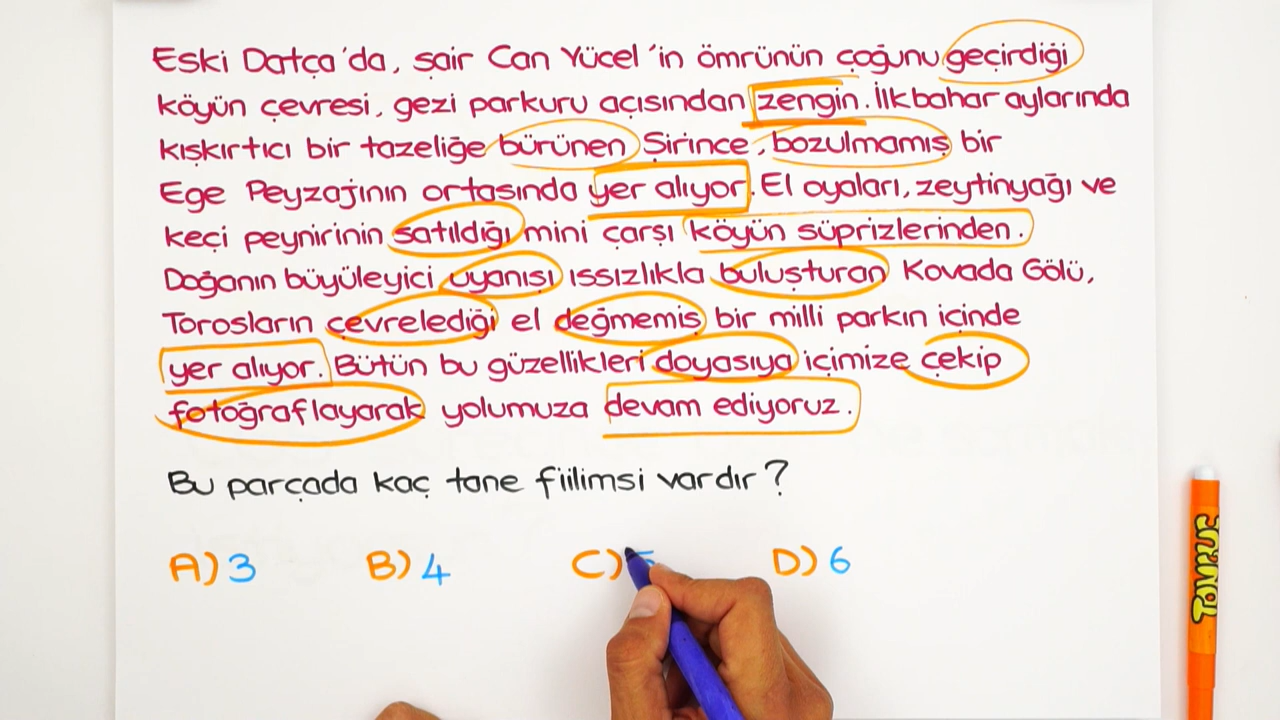 Eski Datça'da, şair Can Yücel'in ömrünün çoğunu geçirdiği
köyün çevresi, gezi parkuru açısından zengin. İlkbahar aylarında
kışkırtıcı bir tazeliğe bürünen Şirince, bozulmamış bir
Ege Peyzajının ortasında yer alıyor. El oyaları, zeytinyağı ve
keçi peynirinin satıldığı mini çarşı köyün süprizlerinden.
Doğanın büyüleyici uyanışı ıssızlıkla buluşturan Kovada Gölü,
Torosların çevrelediği el değmemiş bir milli parkın içinde
yer alıyor. Bütün bu güzellikleri doyasıya içimize çekip
fotoğraflayarak yolumuza devam ediyoruz.
Bu parçada kaç tane fiilimsi vardır?
A) 3 B) 4 C) D) 6